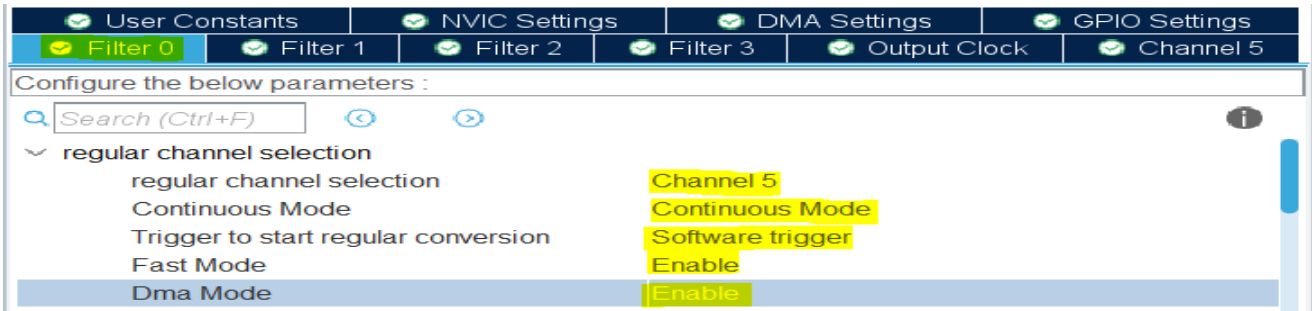 User Constants NVIC Settings DMA Settings GPIO Settings
Filter 0 Filter 1 Filter 2 Filter 3 Output Clock Channel 5
Configure the below parameters :
Search (Ctrl+F)
regular channel selection
regular channel selection Channel 5
Continuous Mode Continuous Mode
Trigger to start regular conversion Software trigger
Fast Mode Enable
Dma Mode Enable